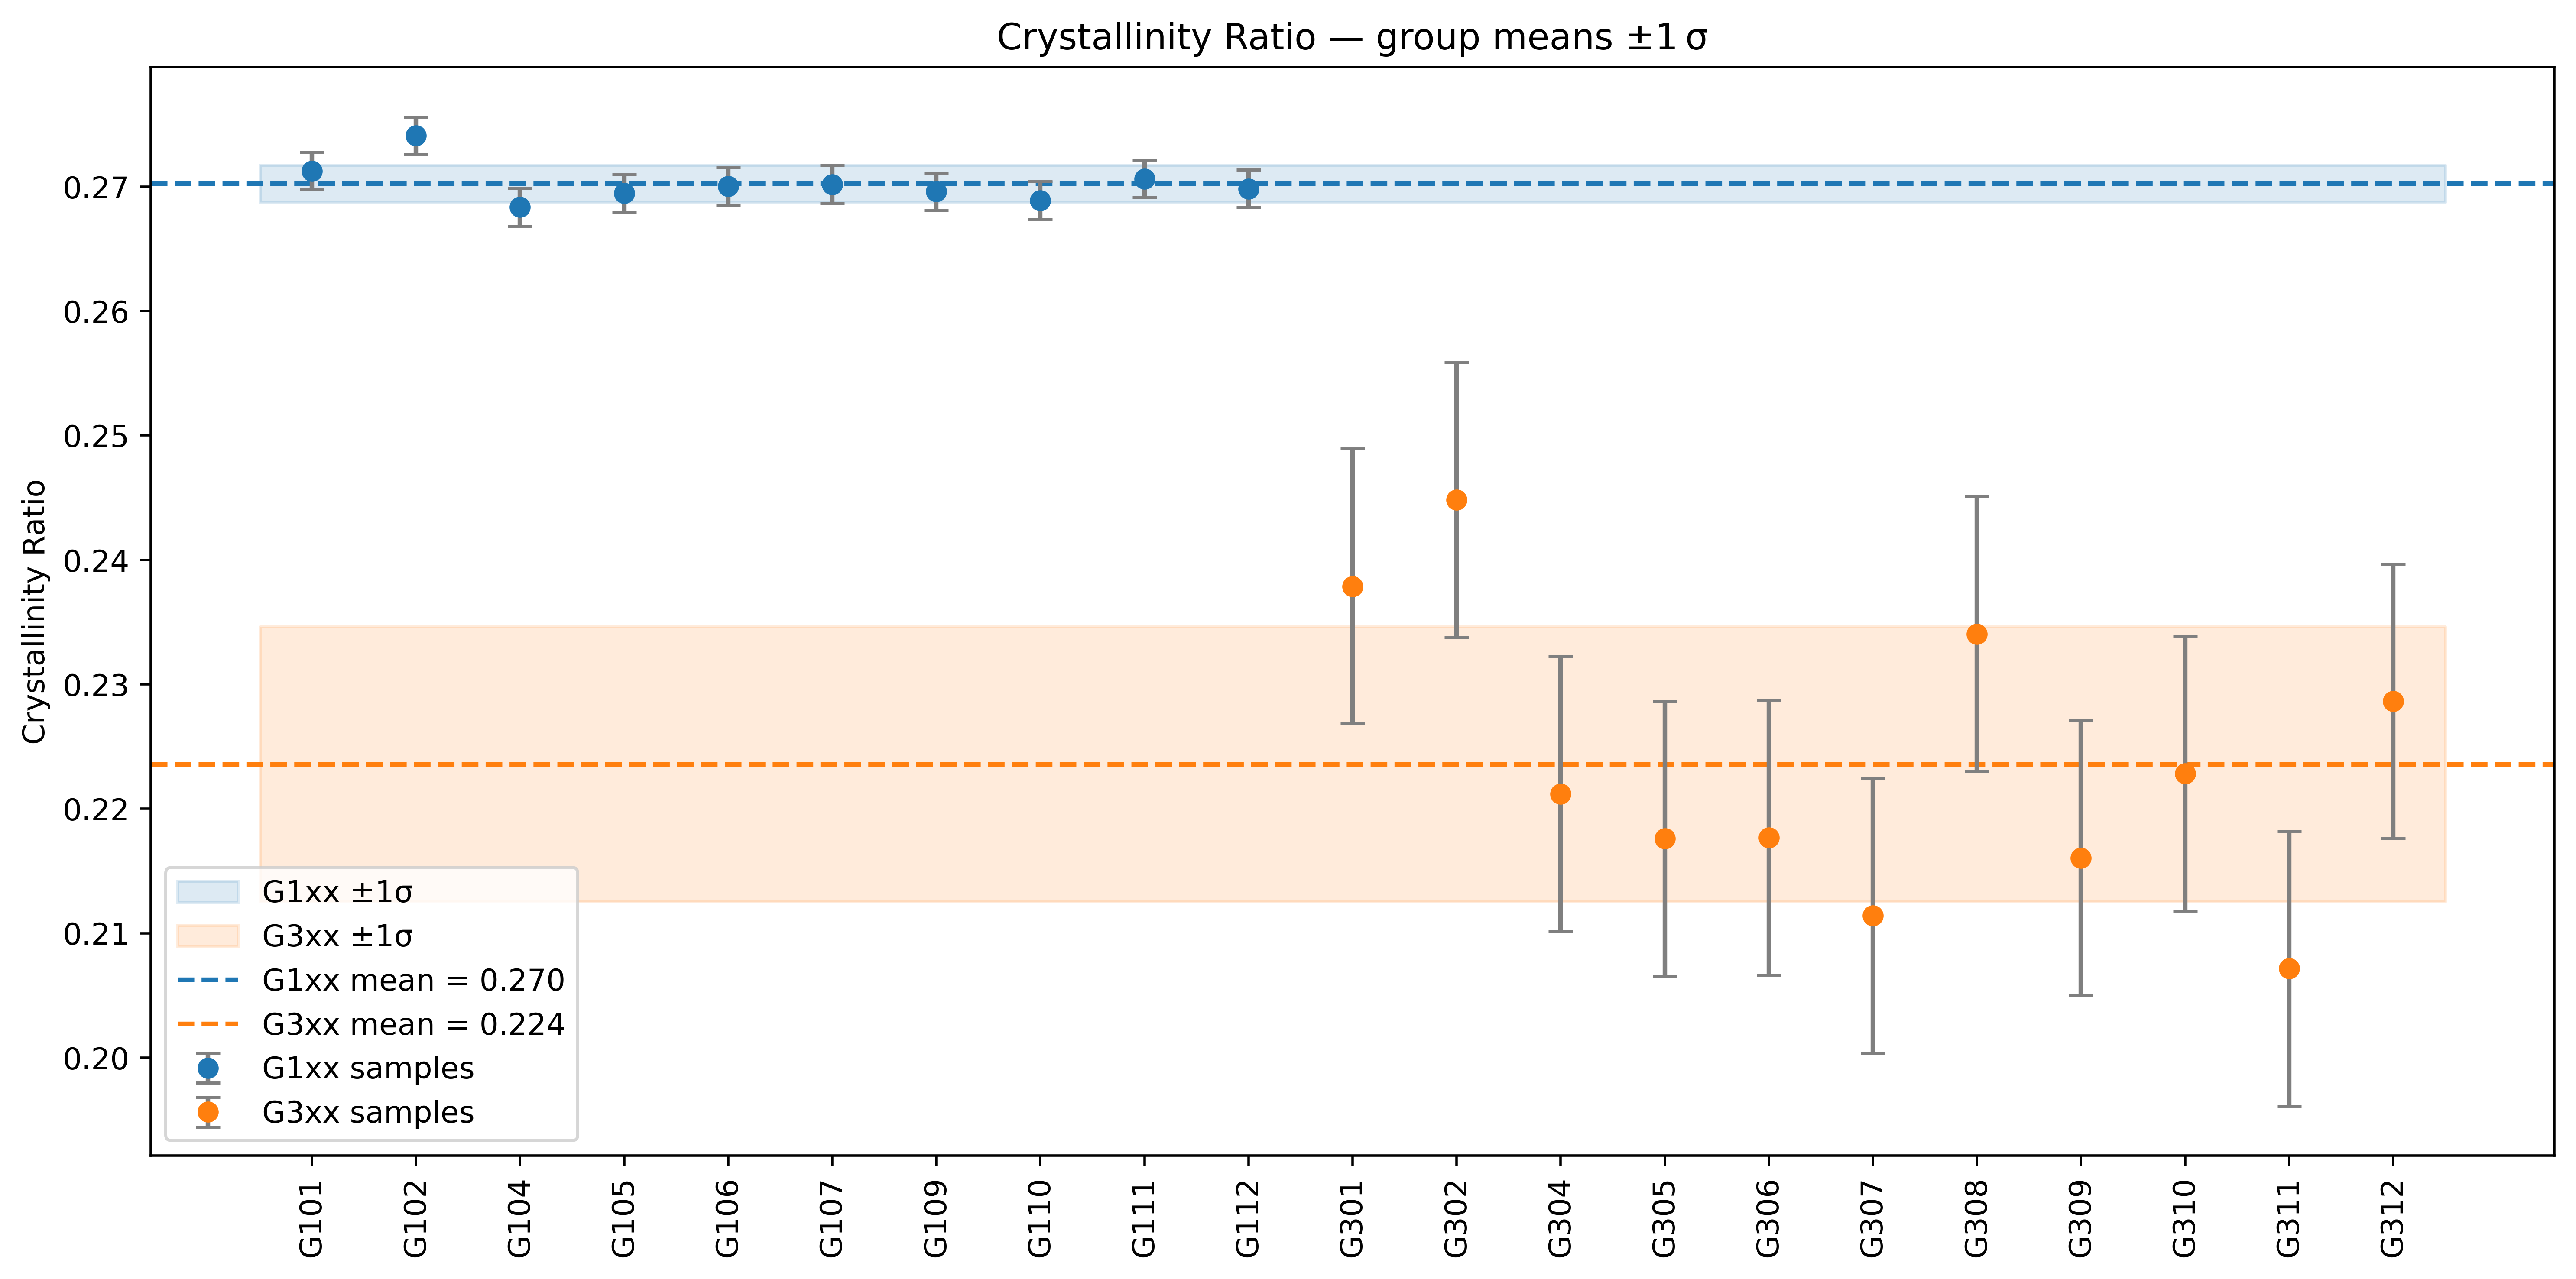 Crystallinity Ratio — group means ±1 σ
Crystallinity Ratio
0.27
0.26
0.25
0.24
0.23
0.22
0.21
0.20
G1xx ±1σ
G3xx ±1σ
G1xx mean = 0.270
G3xx mean = 0.224
G1xx samples
G3xx samples
G101
G102
G104
G105
G106
G107
G109
G110
G111
G112
G301
G302
G304
G305
G306
G307
G308
G309
G310
G311
G312